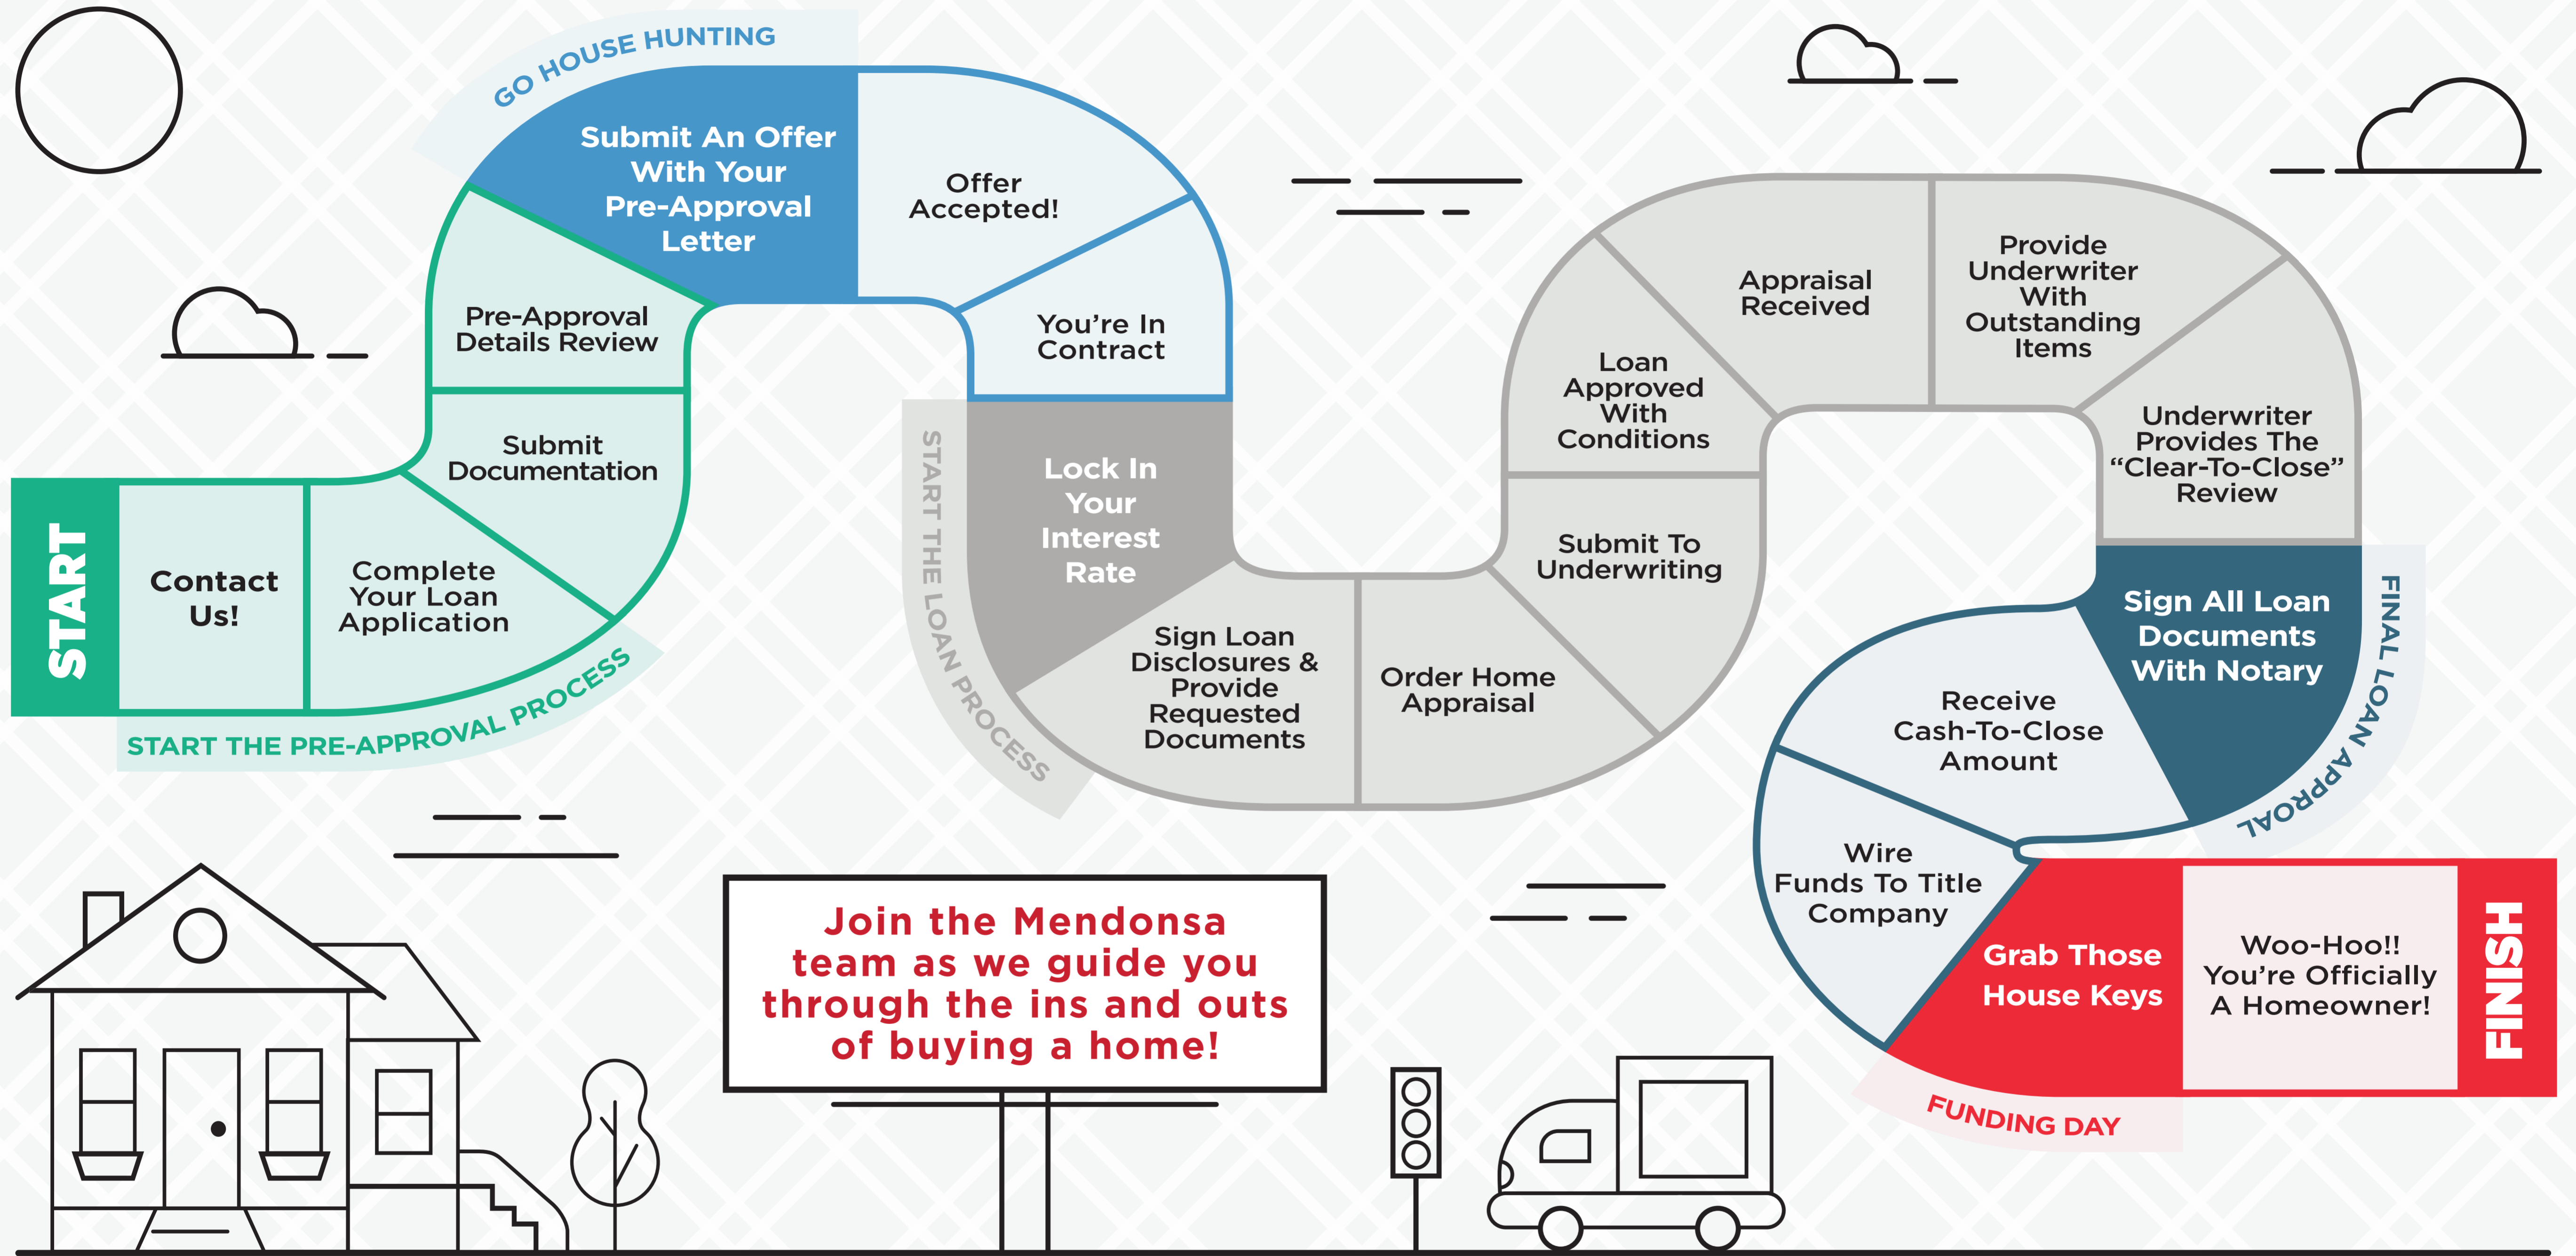 GO HOUSE HUNTING
START
Contact
Us!
Complete
Your Loan
Application
START THE PRE-APPROVAL PROCESS
Submit
Documentation
Pre-Approval
Details Review
Submit An Offer
With Your
Pre-Approval
Letter
Offer
Accepted!
You're In
Contract
START THE LOAN PROCESS
Lock In
Your
Interest
Rate
Sign Loan
Disclosures &
Provide
Requested
Documents
Order Home
Appraisal
Submit To
Underwriting
Loan
Approved
With
Conditions
Appraisal
Received
Provide
Underwriter
With
Outstanding
Items
Underwriter
Provides The
“Clear-To-Close”
Review
FINAL LOAN APPROAL
Sign All Loan
Documents
With Notary
Receive
Cash-To-Close
Amount
Wire
Funds To Title
Company
Grab Those
House Keys
FUNDING DAY
Woo-Hoo!!
You're Officially
A Homeowner!
FINISH
Join the Mendonsa
team as we guide you
through the ins and outs
of buying a home!